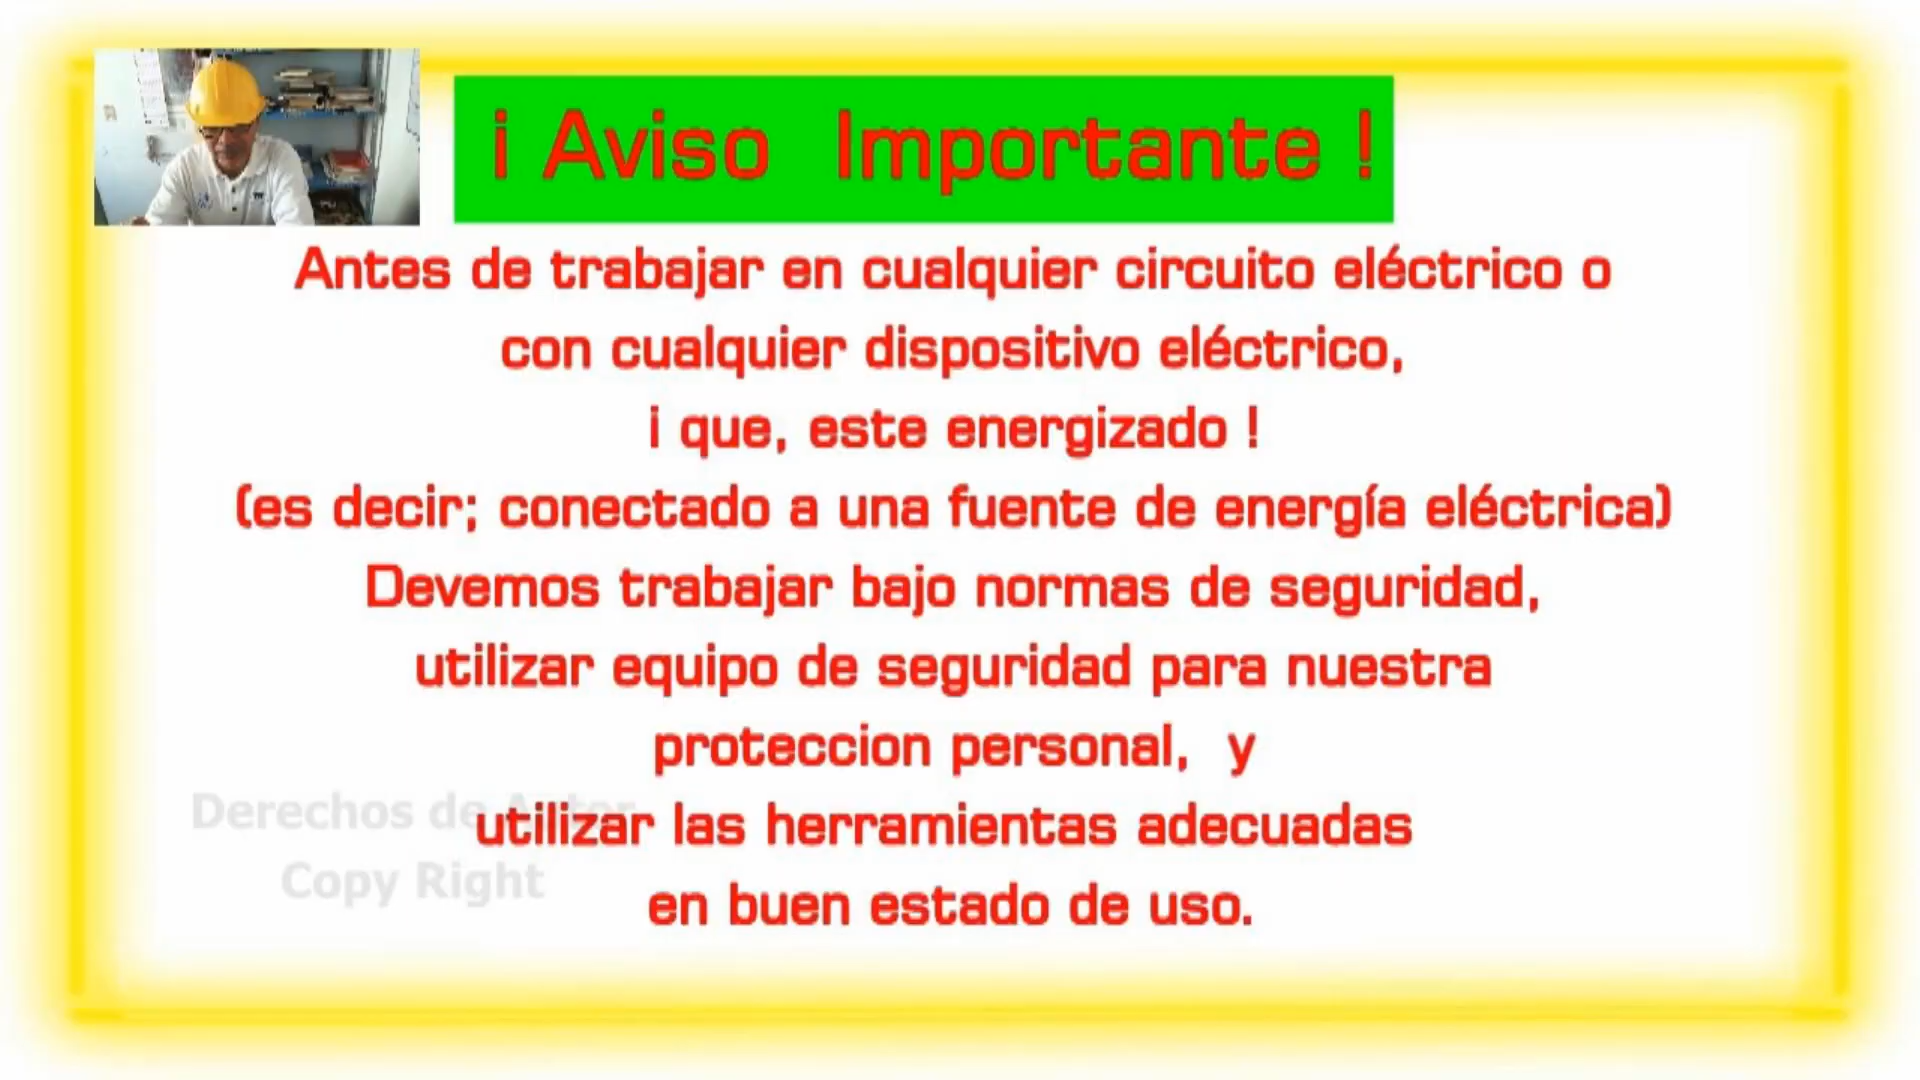 ¡ Aviso Importante !
Antes de trabajar en cualquier circuito eléctrico o
con cualquier dispositivo eléctrico,
¡ que, este energizado !
(es decir; conectado a una fuente de energía eléctrica)
Devemos trabajar bajo normas de seguridad,
utilizar equipo de seguridad para nuestra
proteccion personal, y
utilizar las herramientas adecuadas
en buen estado de uso.
Derechos de Autor
Copy Right